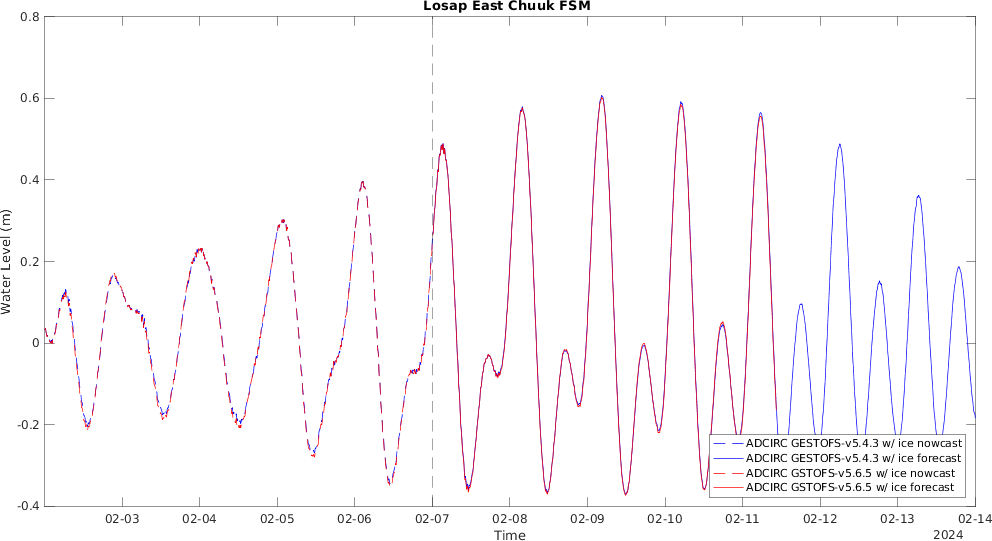 Losap East Chuuk FSM
0.8
0.6
0.4
0.2
0
-0.2
-0.4
Water Level (m)
ADCIRC GESTOFS-v5.4.3 w/ ice nowcast
ADCIRC GESTOFS-v5.4.3 w/ ice forecast
ADCIRC GSTOFS-v5.6.5 w/ ice nowcast
ADCIRC GSTOFS-v5.6.5 w/ ice forecast
02-03 02-04 02-05 02-06 02-07 02-08 02-09 02-10 02-11 02-12 02-13 02-14
Time
2024